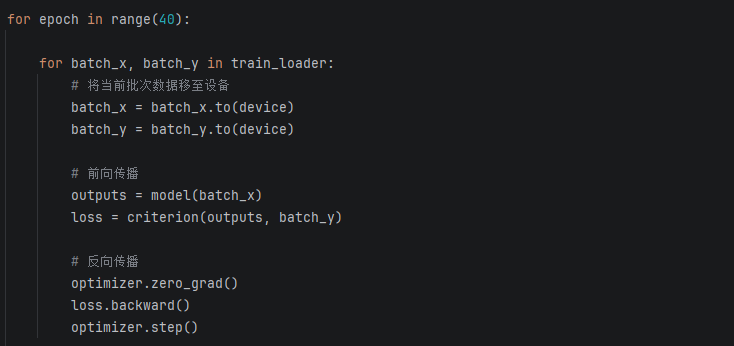 for epoch in range(40):
for batch_x, batch_y in train_loader:
# 将当前批次数据移至设备
batch_x = batch_x.to(device)
batch_y = batch_y.to(device)
# 前向传播
outputs = model(batch_x)
loss = criterion(outputs, batch_y)
# 反向传播
optimizer.zero_grad()
loss.backward()
optimizer.step()